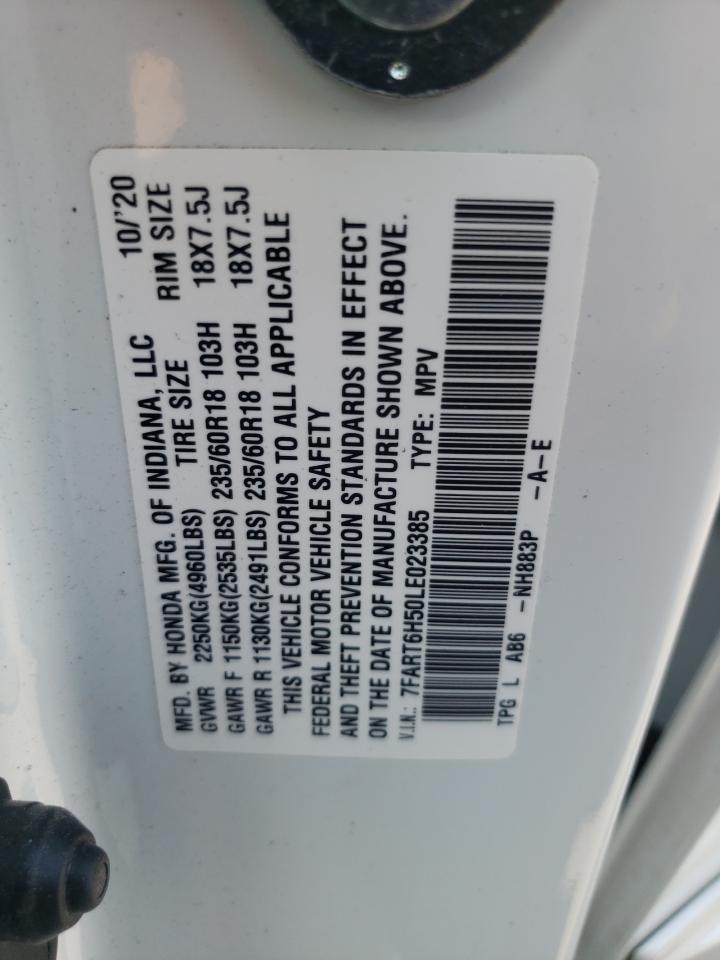 MFD. BY HONDA MFG. OF INDIANA, LLC 10/'20
GVWR 2250KG(4960LBS) TIRE SIZE RIM SIZE
GAWR F 1150KG(2535LBS) 235/60R18 103H 18X7.5J
GAWR R 1130KG(2491LBS) 235/60R18 103H 18X7.5J
THIS VEHICLE CONFORMS TO ALL APPLICABLE
FEDERAL MOTOR VEHICLE SAFETY
AND THEFT PREVENTION STANDARDS IN EFFECT
ON THE DATE OF MANUFACTURE SHOWN ABOVE.
V.I.N.: 7FART6H50LE023385 TYPE: MPV
TPG L AB6 -NH883P -A-E